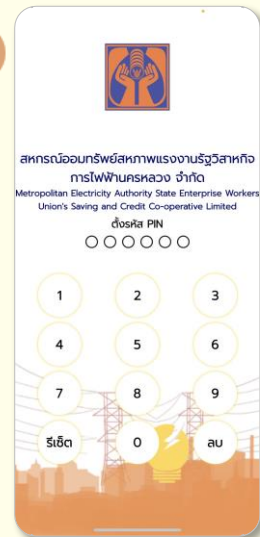 สหกรณ์ออมทรัพย์สหภาพแรงงานรัฐวิสาหกิจ
การไฟฟ้านครหลวง จำกัด
Metropolitan Electricity Authority State Enterprise Workers
Union's Saving and Credit Co-operative Limited
ตั้งรหัส PIN
1 2 3
4 5 6
7 8 9
รีเซ็ต 0 ลบ